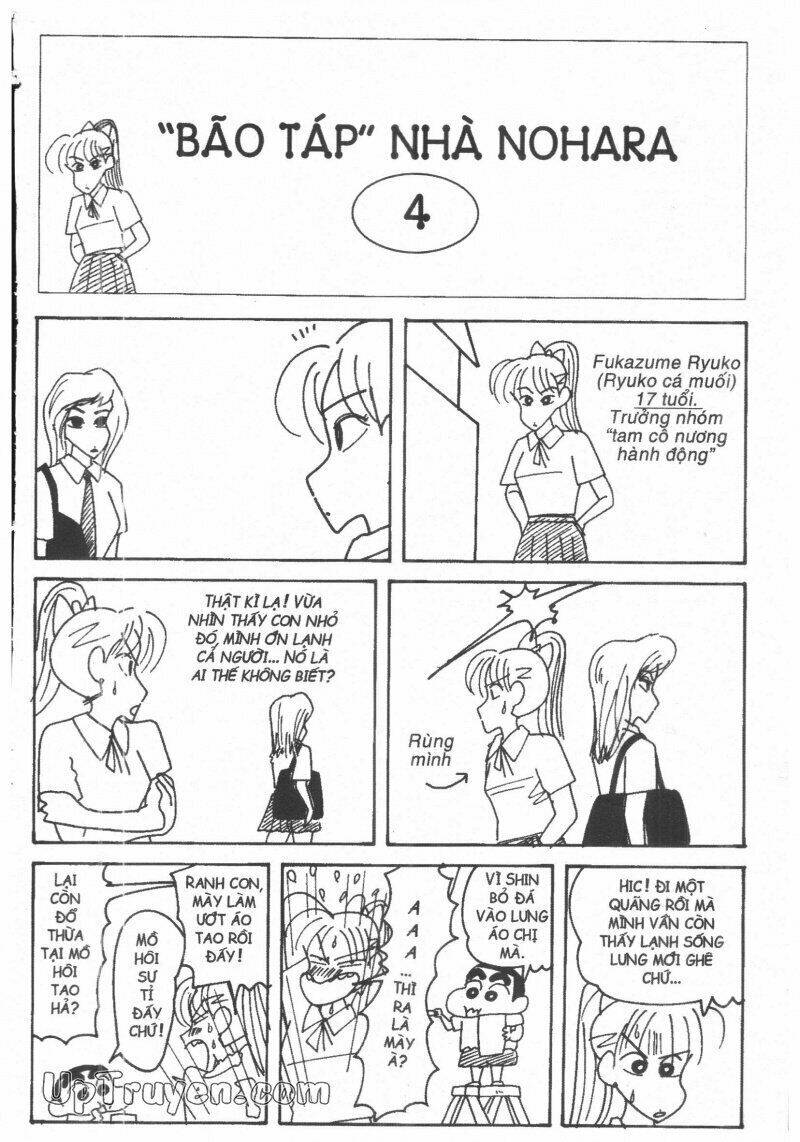 “BÃO TÁP” NHÀ NOHARA
4
Fukazume Ryuko
(Ryuko cá muối)
17 tuổi.
Trưởng nhóm
“tam cô nương
hành động”
Rùng
mình
THẬT KÌ LẠ! VỪA
NHÌN THẤY CON NHỎ
ĐÓ, MÌNH ỚN LẠNH
CẢ NGƯỜI... NÓ LÀ
AI THẾ KHÔNG BIẾT?
HIC! ĐI MỘT
QUÃNG RỒI MÀ
MÌNH VẪN CÒN
THẤY LẠNH SỐNG
LUNG MỚI GHÊ
CHỨ...
VÌ SHIN
BỎ ĐÁ
VÀO LUNG
ÁO CHỊ
MÀ.
A
A
A
...
THÌ
RA
LÀ
MÀY
À?
RANH CON,
MÀY LÀM
ƯỚT ÁO
TAO RỒI
ĐẤY!
MỒ
HÔI
SƯ
TỈ
ĐẤY
CHỨ!
LẠI
CÒN
ĐỔ
THỪA
TẠI MỒ
HÔI
TAO
HẢ?
UpTruyen.com